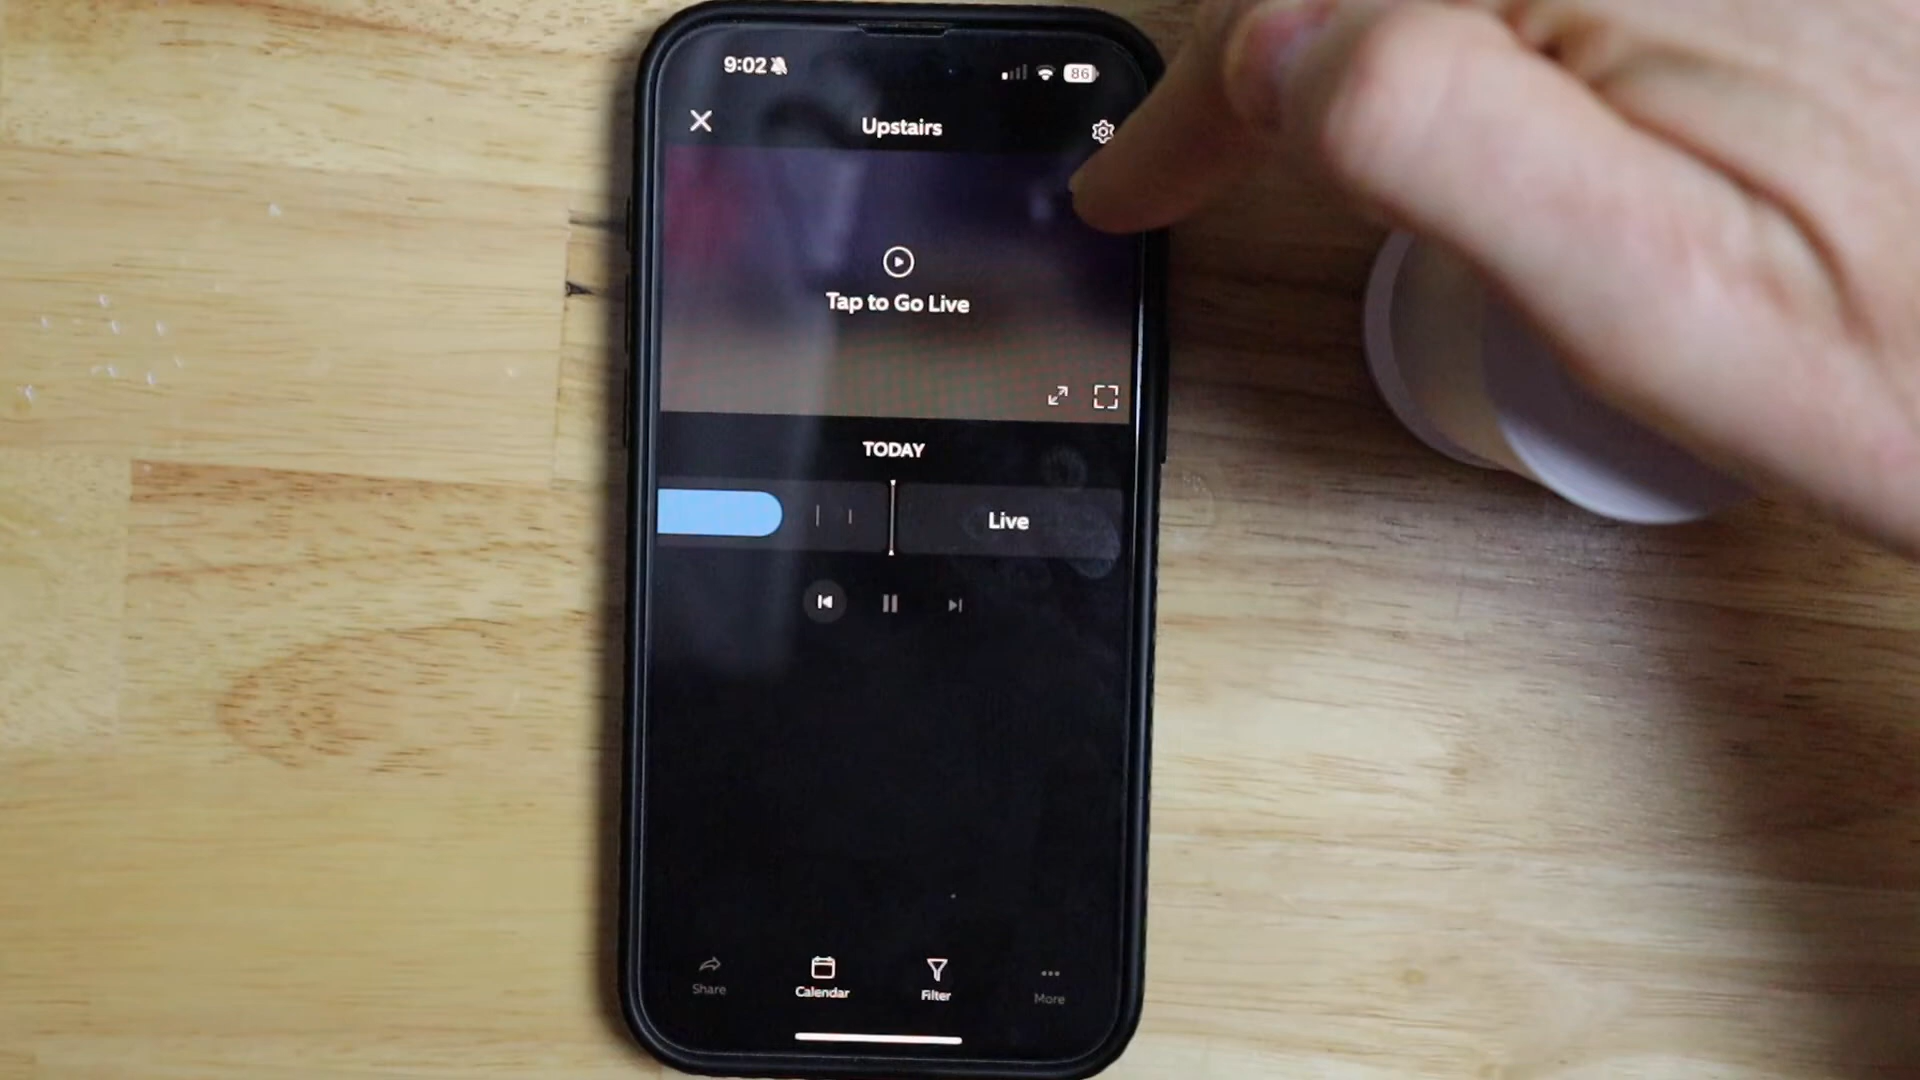 9:02
86
Upstairs
Tap to Go Live
TODAY
Live
Share
Calendar
Filter
More